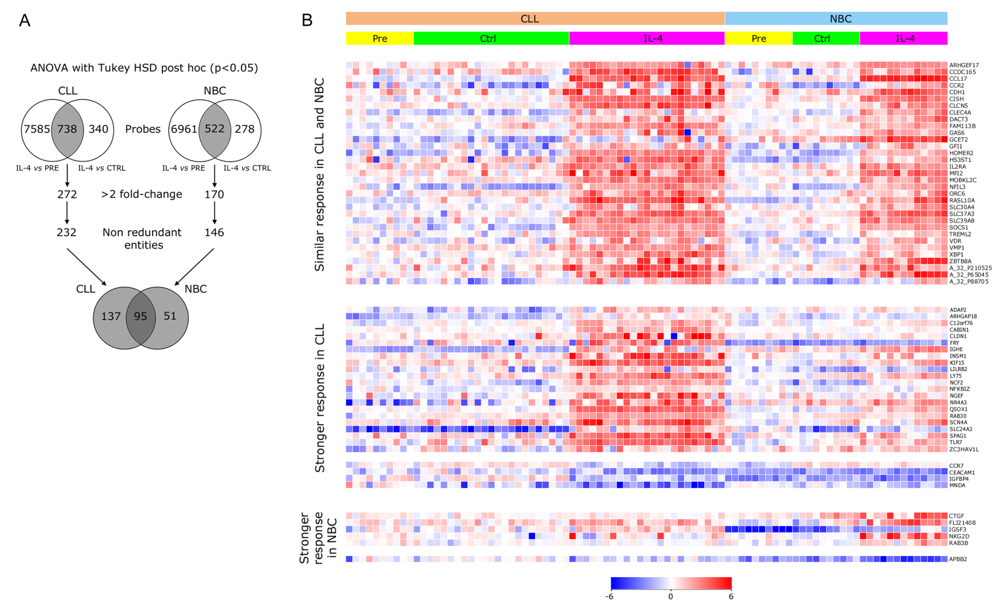 A
ANOVA with Tukey HSD post hoc (p<0.05)
CLL
NBC
7585
738
340
Probes
6961
522
278
IL-4 vs PRE
IL-4 vs CTRL
IL-4 vs PRE
IL-4 vs CTRL
272
>2 fold-change
170
232
Non redundant
entities
146
CLL
NBC
137
95
51
B
CLL
NBC
Pre
Ctrl
IL-4
Pre
Ctrl
IL-4
Similar response in CLL and NBC
ARHGEF17
CCDC165
CCL17
CCR2
CDH1
CISH
CLCN5
CLEC4A
DACT3
FAM113B
GAS6
GCET2
GFI1
HOMER2
HS3ST1
IL2RA
MFI2
MOBKL2C
NFIL3
ORC6
RASL10A
SLC30A4
SLC37A3
SLC39A8
SOCS1
TREML2
VDR
VMP1
XBP1
ZBTB8A
A_32_P210525
A_32_P65045
A_32_P88705
Stronger response in CLL
ADAP2
ARHGAP18
C12orf76
CABIN1
CLDN1
FRY
IGHE
INSM1
KIF15
LILRB2
LY75
NCF2
NFKBIZ
NGEF
NR4A3
QSOX1
RAB30
SCN4A
SLC24A3
SPAG1
TLR7
ZC3HAV1L
CCR7
CEACAM1
IGFBP4
MNDA
Stronger
response
in NBC
CTGF
FLJ21408
IGSF3
NKG2D
RAB3B
APBB2
-6
0
6